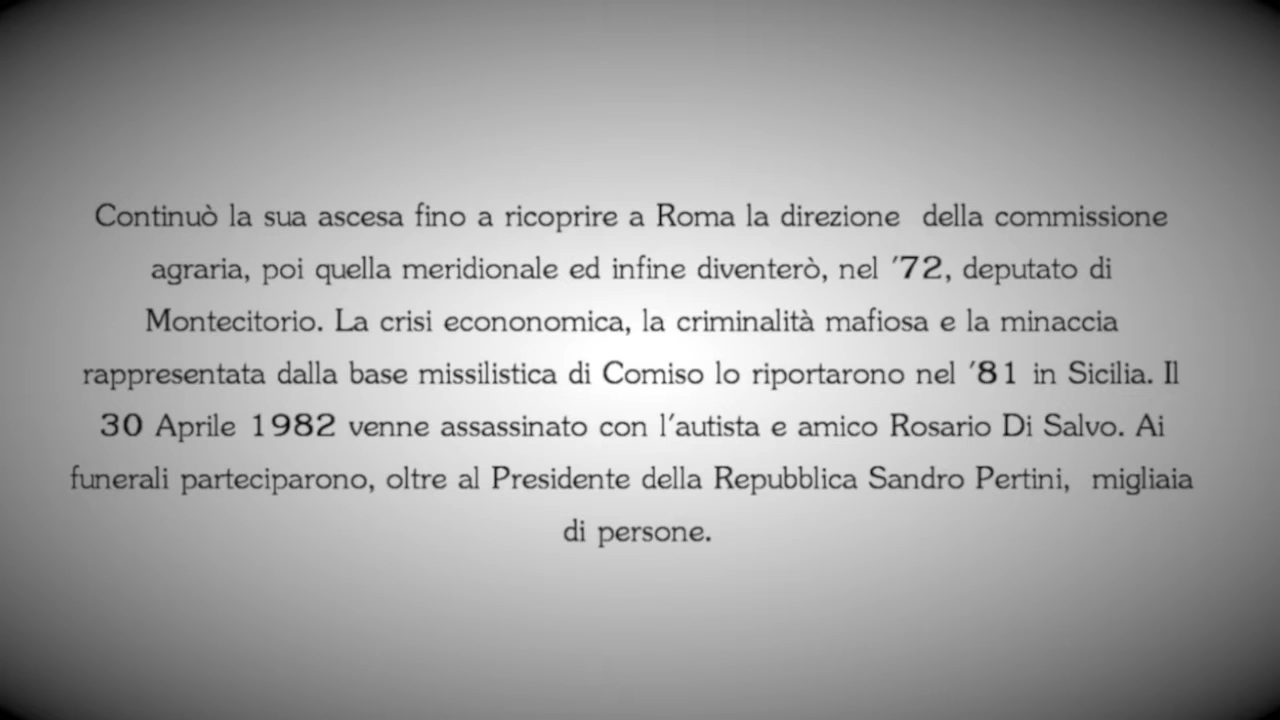 Continuò la sua ascesa fino a ricoprire a Roma la direzione della commissione
agraria, poi quella meridionale ed infine diventerò, nel '72, deputato di
Montecitorio. La crisi econonomica, la criminalità mafiosa e la minaccia
rappresentata dalla base missilistica di Comiso lo riportarono nel '81 in Sicilia. Il
30 Aprile 1982 venne assassinato con l'autista e amico Rosario Di Salvo. Ai
funerali parteciparono, oltre al Presidente della Repubblica Sandro Pertini, migliaia
di persone.